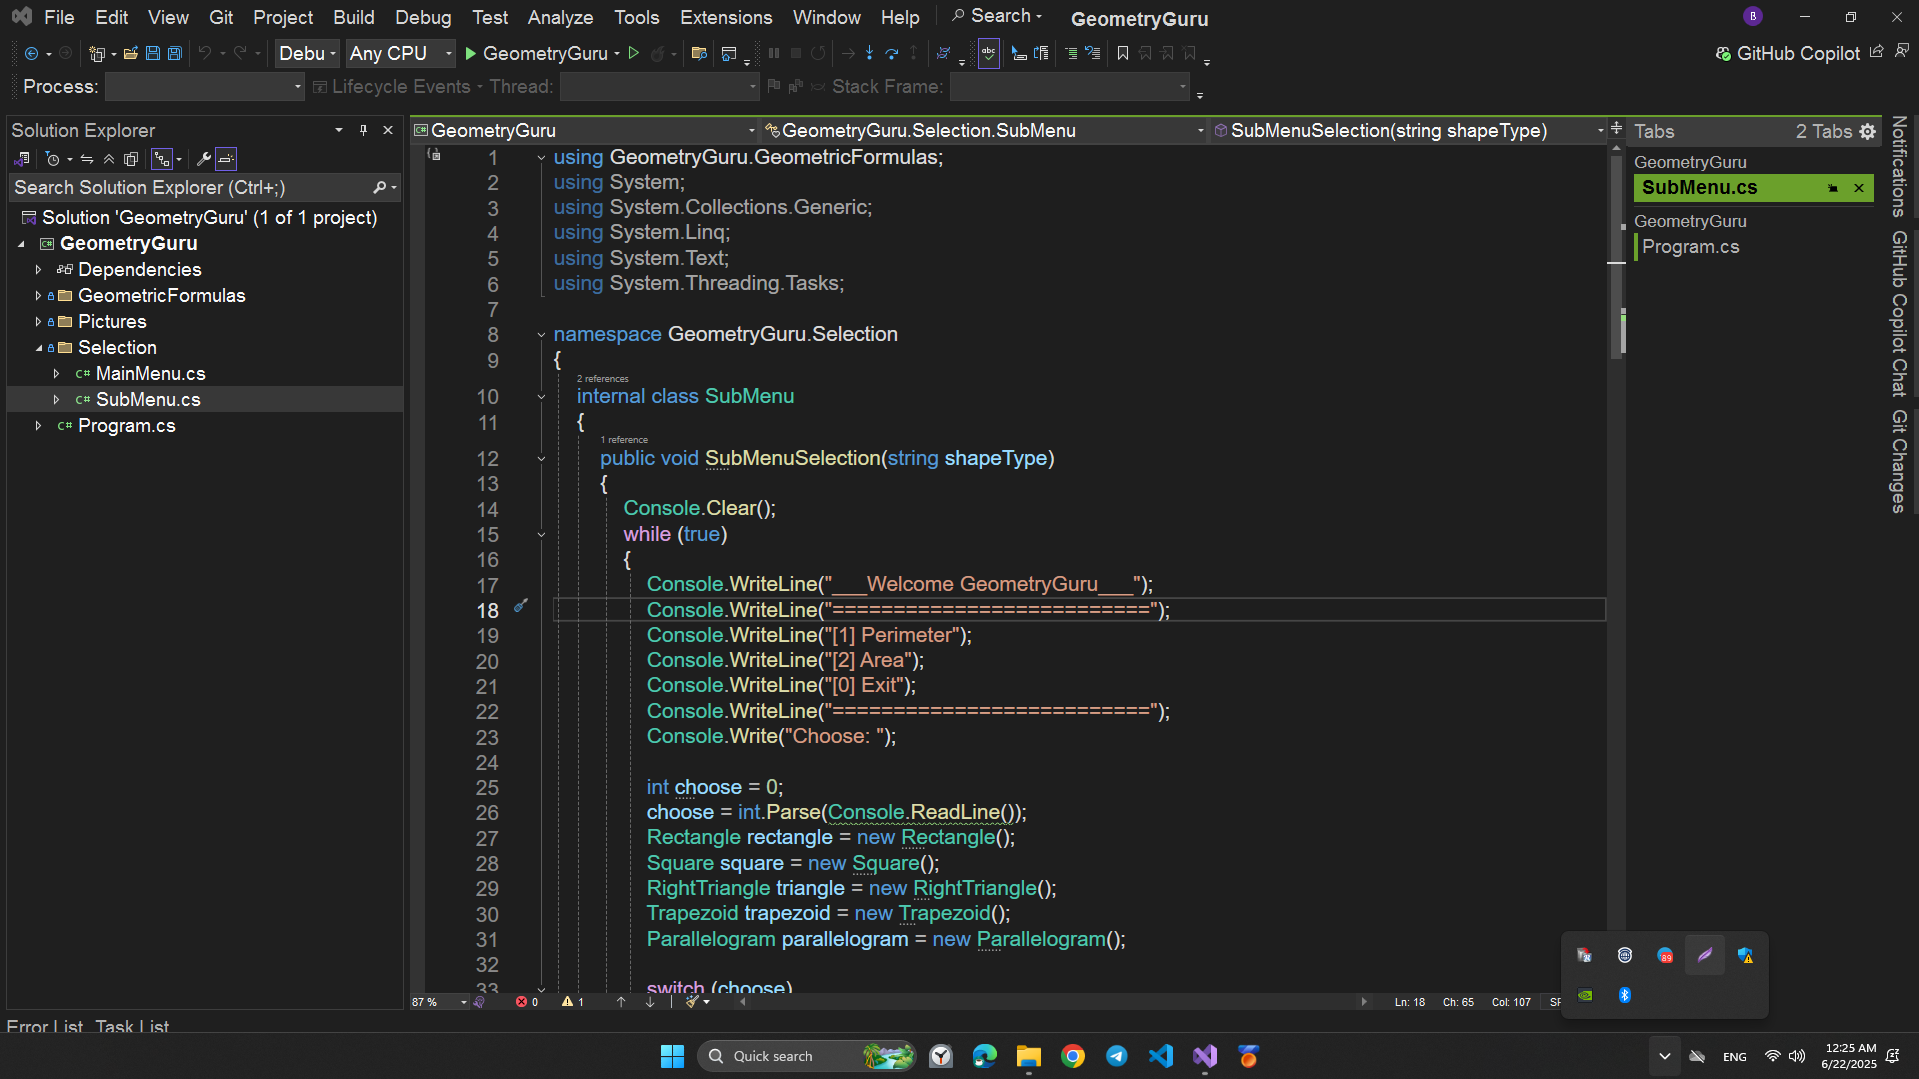 File Edit View Git Project Build Debug Test Analyze Tools Extensions Window Help Search GeometryGuru
B
Debu Any CPU GeometryGuru GitHub Copilot
Process: Lifecycle Events Thread: Stack Frame:
Solution Explorer
Search Solution Explorer (Ctrl+;)
Solution 'GeometryGuru' (1 of 1 project)
GeometryGuru
Dependencies
GeometricFormulas
Pictures
Selection
C# MainMenu.cs
C# SubMenu.cs
C# Program.cs
GeometryGuru GeometryGuru.Selection.SubMenu SubMenuSelection(string shapeType)
1 using GeometryGuru.GeometricFormulas;
2 using System;
3 using System.Collections.Generic;
4 using System.Linq;
5 using System.Text;
6 using System.Threading.Tasks;
7
8 namespace GeometryGuru.Selection
9 {
2 references
10 internal class SubMenu
11 {
1 reference
12 public void SubMenuSelection(string shapeType)
13 {
14 Console.Clear();
15 while (true)
16 {
17 Console.WriteLine("___Welcome GeometryGuru___");
18 Console.WriteLine("==========================");
19 Console.WriteLine("[1] Perimeter");
20 Console.WriteLine("[2] Area");
21 Console.WriteLine("[0] Exit");
22 Console.WriteLine("==========================");
23 Console.Write("Choose: ");
24
25 int choose = 0;
26 choose = int.Parse(Console.ReadLine());
27 Rectangle rectangle = new Rectangle();
28 Square square = new Square();
29 RightTriangle triangle = new RightTriangle();
30 Trapezoid trapezoid = new Trapezoid();
31 Parallelogram parallelogram = new Parallelogram();
32
33 switch (choose)
87 % 0 1 Ln: 18 Ch: 65 Col: 107 SP
Tabs 2 Tabs
GeometryGuru
SubMenu.cs
GeometryGuru
Program.cs
Notifications
GitHub Copilot Chat
Git Changes
89
Error List Task List
Quick search
ENG
12:25 AM
6/22/2025